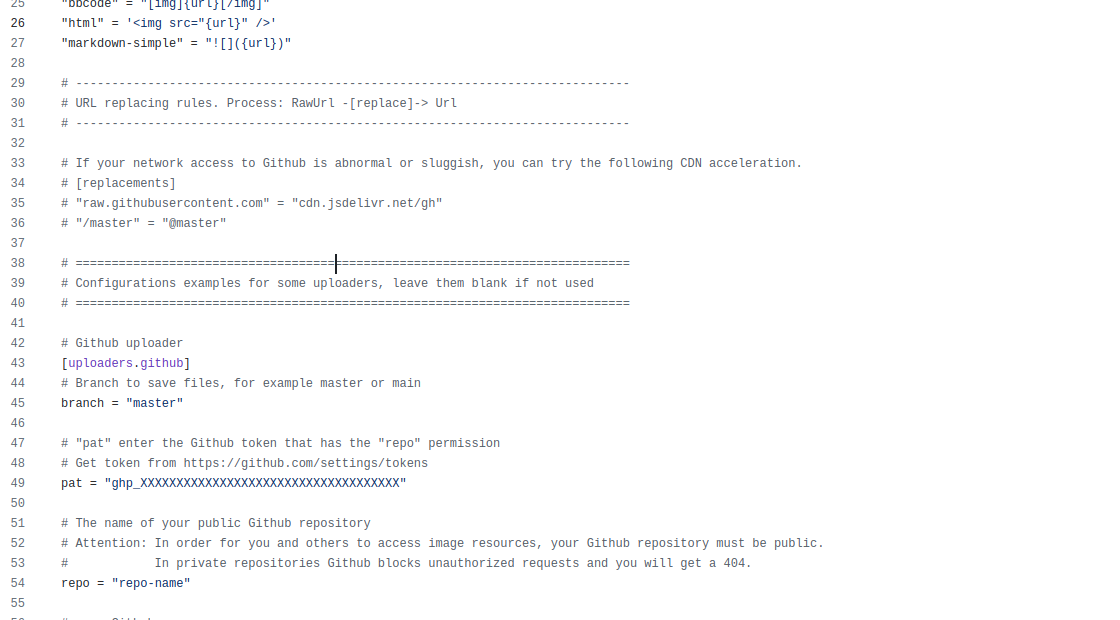 25 "bbcode" = "[img]{url}[/img]"
26 "html" = '<img src="{url}" />'
27 "markdown-simple" = "![]({url})"
28
29 # -----------------------------------------------------------------------------
30 # URL replacing rules. Process: RawUrl -[replace]-> Url
31 # -----------------------------------------------------------------------------
32
33 # If your network access to Github is abnormal or sluggish, you can try the following CDN acceleration.
34 # [replacements]
35 # "raw.githubusercontent.com" = "cdn.jsdelivr.net/gh"
36 # "/master" = "@master"
37
38 # =============================================================================
39 # Configurations examples for some uploaders, leave them blank if not used
40 # =============================================================================
41
42 # Github uploader
43 [uploaders.github]
44 # Branch to save files, for example master or main
45 branch = "master"
46
47 # "pat" enter the Github token that has the "repo" permission
48 # Get token from https://github.com/settings/tokens
49 pat = "ghp_XXXXXXXXXXXXXXXXXXXXXXXXXXXXXXXXXXXX"
50
51 # The name of your public Github repository
52 # Attention: In order for you and others to access image resources, your Github repository must be public.
53 #            In private repositories Github blocks unauthorized requests and you will get a 404.
54 repo = "repo-name"
55